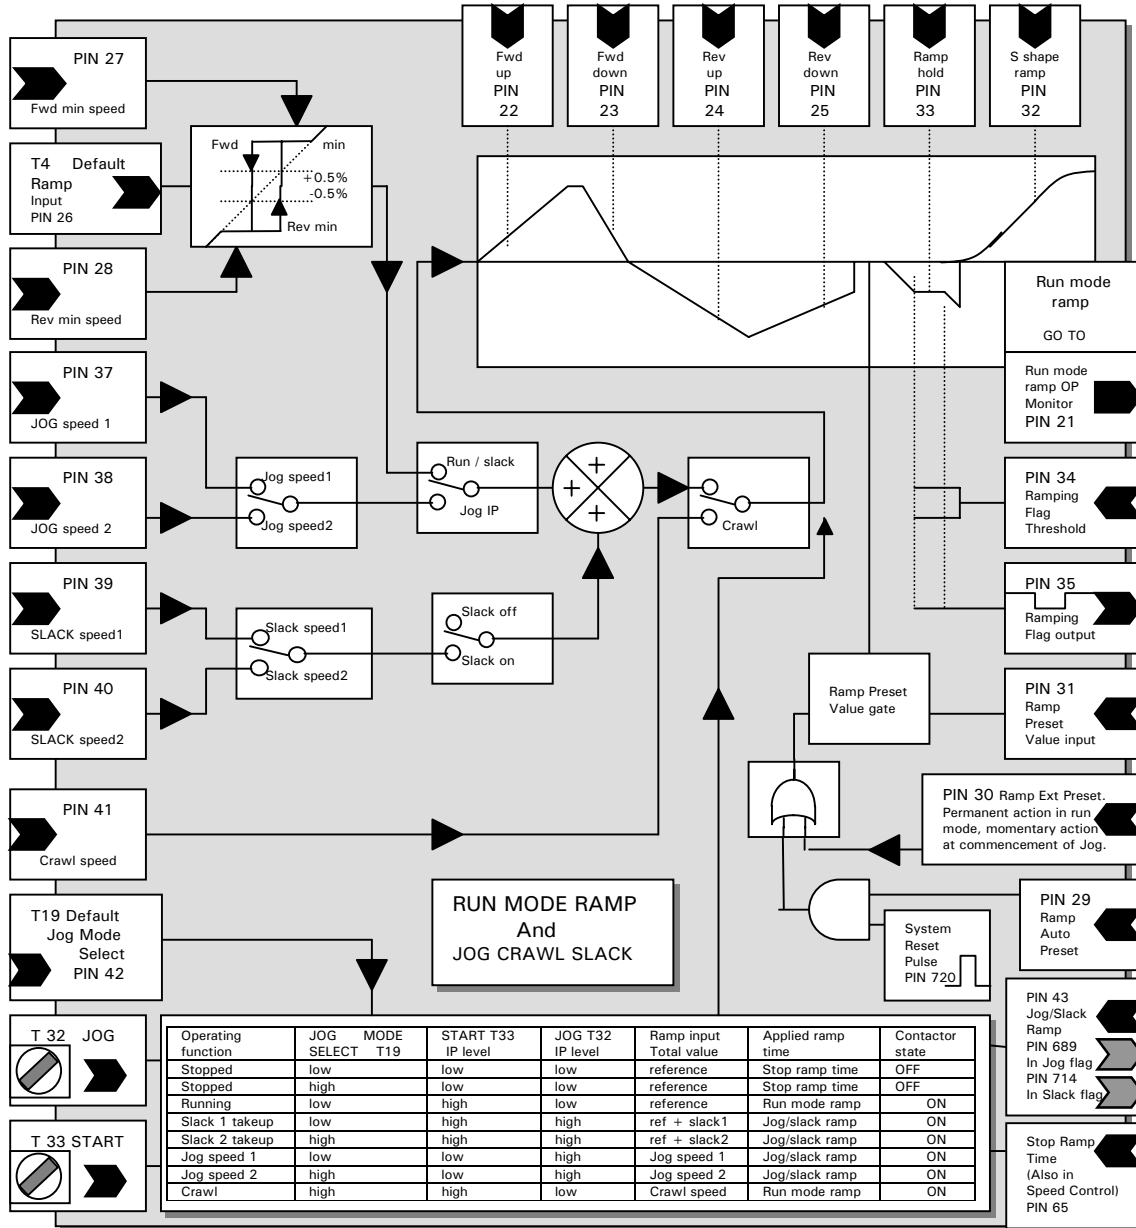 PIN 27
Fwd min speed
T4 Default
Ramp
Input
PIN 26
PIN 28
Rev min speed
PIN 37
JOG speed 1
PIN 38
JOG speed 2
PIN 39
SLACK speed1
PIN 40
SLACK speed2
PIN 41
Crawl speed
T19 Default
Jog Mode
Select
PIN 42
T 32 JOG
T 33 START
Fwd
min
+0.5%
-0.5%
Rev min
Fwd
up
PIN
22
Fwd
down
PIN
23
Rev
up
PIN
24
Rev
down
PIN
25
Ramp
hold
PIN
33
S shape
ramp
PIN
32
Run mode
ramp
GO TO
Run mode
ramp OP
Monitor
PIN 21
PIN 34
Ramping
Flag
Threshold
PIN 35
Ramping
Flag output
PIN 31
Ramp
Preset
Value input
PIN 30 Ramp Ext Preset.
Permanent action in run
mode, momentary action
at commencement of Jog.
PIN 29
Ramp
Auto
Preset
System
Reset
Pulse
PIN 720
PIN 43
Jog/Slack
Ramp
PIN 689
In Jog flag
PIN 714
In Slack flag
Stop Ramp
Time
(Also in
Speed Control)
PIN 65
Jog speed1
Jog speed2
Run / slack
Jog IP
+
+
+
Crawl
Slack speed1
Slack speed2
Slack off
Slack on
Ramp Preset
Value gate
RUN MODE RAMP
And
JOG CRAWL SLACK
Operating function JOG MODE SELECT T19 START T33 IP level JOG T32 IP level Ramp input Total value Applied ramp time Contactor state
Stopped low low low reference Stop ramp time OFF
Stopped high low low reference Stop ramp time OFF
Running low high low reference Run mode ramp ON
Slack 1 takeup low high high ref + slack1 Jog/slack ramp ON
Slack 2 takeup high high high ref + slack2 Jog/slack ramp ON
Jog speed 1 low low high Jog speed 1 Jog/slack ramp ON
Jog speed 2 high low high Jog speed 2 Jog/slack ramp ON
Crawl high high low Crawl speed Run mode ramp ON